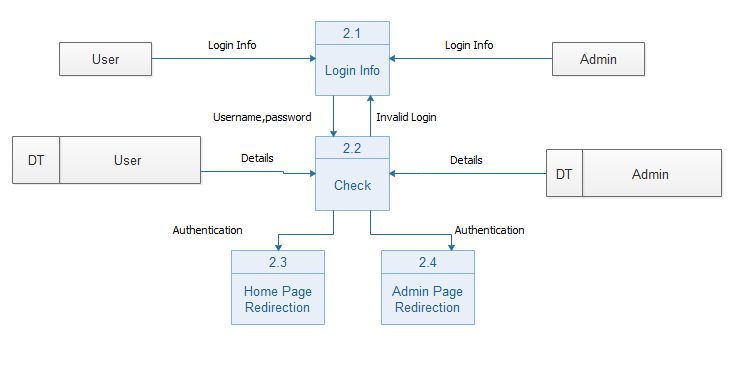 2.1
Login Info
Login Info
User
Login Info
Admin
Username,password
Invalid Login
2.2
DT
User
Details
Check
Details
DT
Admin
Authentication
Authentication
2.3
Home Page
Redirection
2.4
Admin Page
Redirection